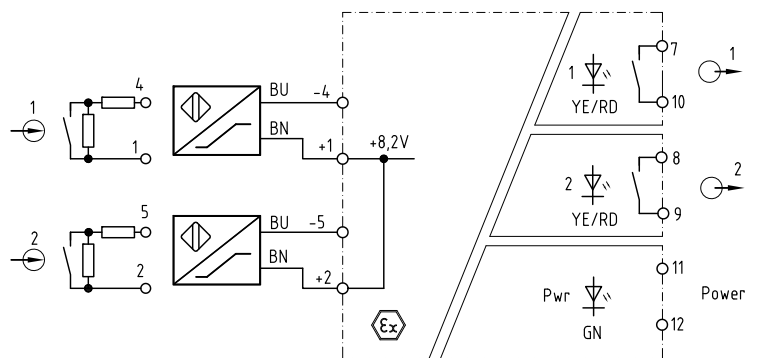 1
4
1
BU
-4
BN
+1
+8,2V
2
5
2
BU
-5
BN
+2
Ex
1
YE/RD
7
10
1
2
YE/RD
8
9
2
Pwr
GN
11
12
Power